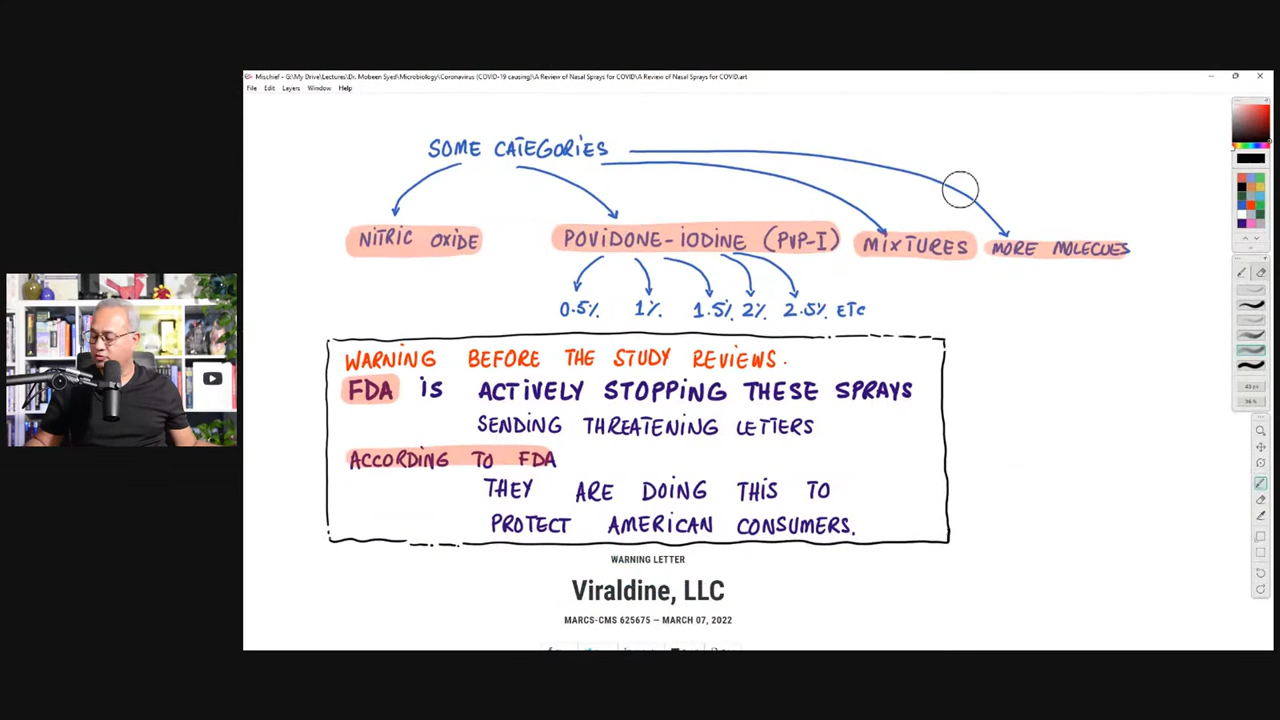 Mischief - G:\My Drive\Lectures\Dr. Mobeen Syed\Microbiology\Coronavirus (COVID-19 causing)\A Review of Nasal Sprays for COVID\A Review of Nasal Sprays for COVID.art
File Edit Layers Window Help
SOME CATEGORIES
NITRIC OXIDE POVIDONE-IODINE (PVP-I) MIXTURES MORE MOLECUES
0.5% 1% 1.5% 2% 2.5% ETC
WARNING BEFORE THE STUDY REVIEWS.
FDA IS ACTIVELY STOPPING THESE SPRAYS
SENDING THREATENING LETTERS
ACCORDING TO FDA
THEY ARE DOING THIS TO
PROTECT AMERICAN CONSUMERS.
WARNING LETTER
Viraldine, LLC
MARCS-CMS 625675 — MARCH 07, 2022
43 px
36 %